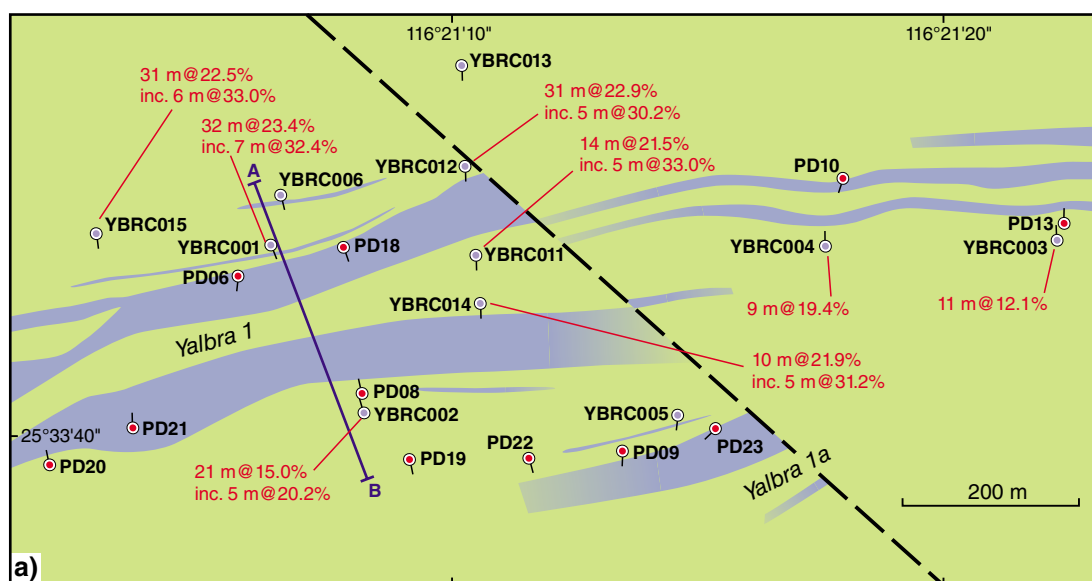 116°21'10"
116°21'20"
YBRC013
31 m@22.5%
inc. 6 m@33.0%
31 m@22.9%
inc. 5 m@30.2%
32 m@23.4%
inc. 7 m@32.4%
14 m@21.5%
inc. 5 m@33.0%
A
YBRC006
YBRC012
PD10
YBRC015
YBRC001
PD18
YBRC011
YBRC004
PD13
YBRC003
PD06
YBRC014
9 m@19.4%
11 m@12.1%
Yalbra 1
10 m@21.9%
inc. 5 m@31.2%
PD08
YBRC002
YBRC005
25°33'40"
PD21
PD20
PD19
PD22
PD09
PD23
21 m@15.0%
inc. 5 m@20.2%
B
Yalbra 1a
200 m
a)